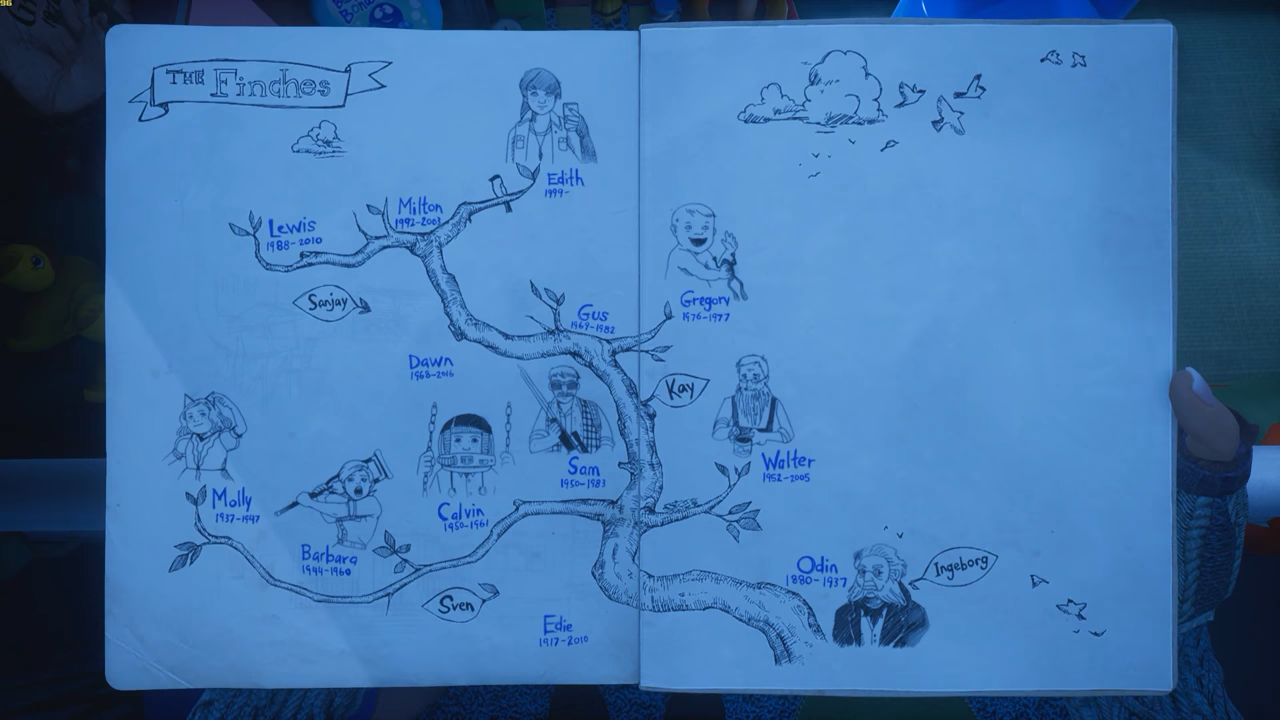 96
THE Finches
Edith
1999-
Milton
1992-2003
Lewis
1988-2010
Sanjay
Gregory
1976-1977
Gus
1969-1982
Dawn
1968-2016
Kay
Sam
1950-1983
Walter
1952-2005
Calvin
1950-1961
Molly
1937-1947
Barbara
1944-1960
Sven
Edie
1917-2010
Odin
1880-1937
Ingeborg